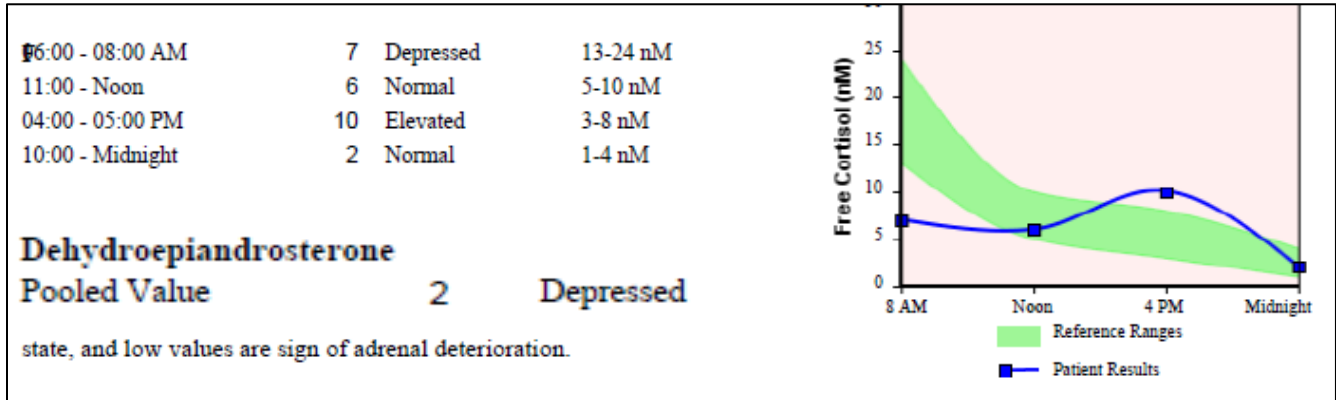 06:00 - 08:00 AM 7 Depressed 13-24 nM
11:00 - Noon 6 Normal 5-10 nM
04:00 - 05:00 PM 10 Elevated 3-8 nM
10:00 - Midnight 2 Normal 1-4 nM
Dehydroepiandrosterone
Pooled Value 2 Depressed
state, and low values are sign of adrenal deterioration.
Free Cortisol (nM)
25
20
15
10
5
0
8 AM Noon 4 PM Midnight
Reference Ranges
Patient Results